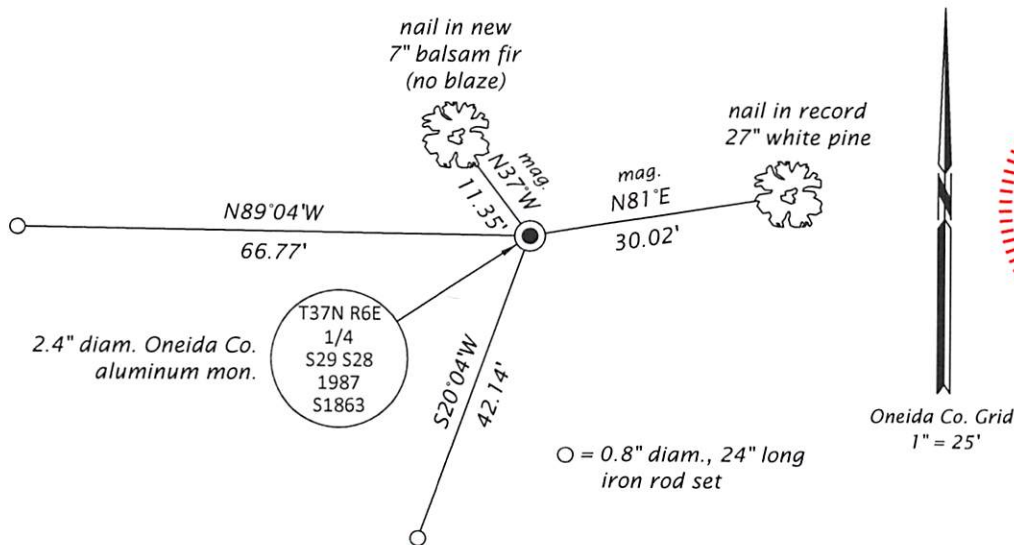 nail in new
7" balsam fir
(no blaze)
nail in record
27" white pine
mag.
N37°W
11.35'
mag.
N81°E
30.02'
N89°04'W
66.77'
T37N R6E
1/4
S29 S28
1987
S1863
2.4" diam. Oneida Co.
aluminum mon.
S20°04'W
42.14'
= 0.8" diam., 24" long
iron rod set
N
Oneida Co. Grid
1" = 25'